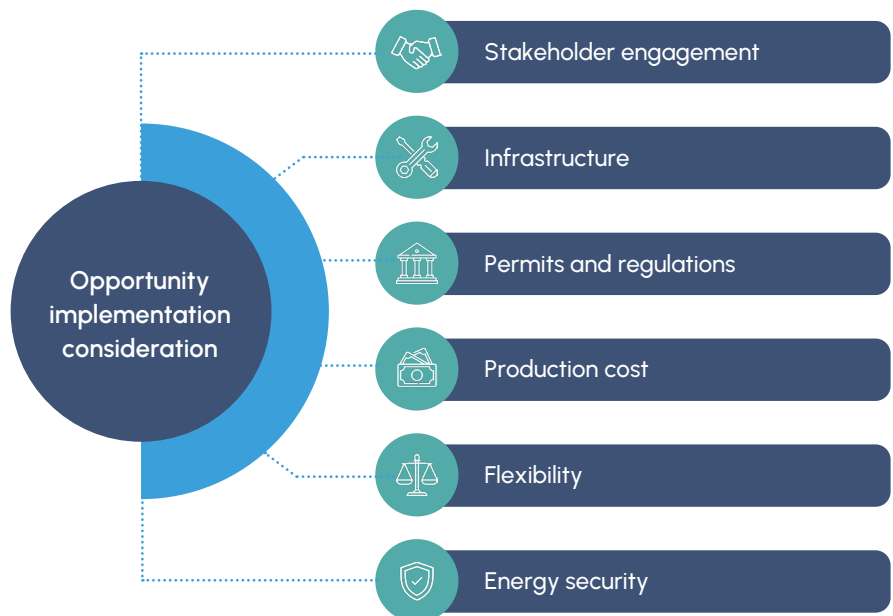 Stakeholder engagement
Infrastructure
Permits and regulations
Opportunity
implementation
consideration
Production cost
Flexibility
Energy security